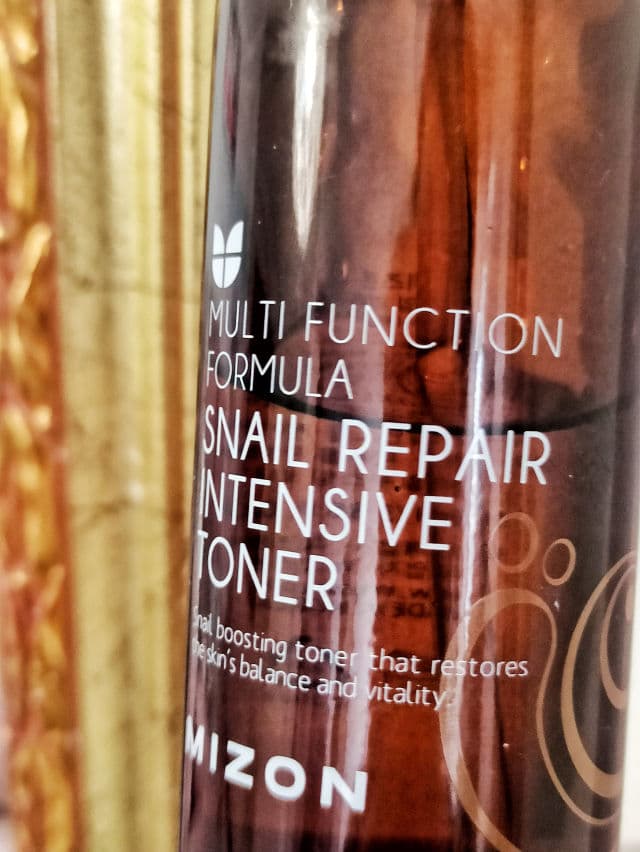 MULTI FUNCTION
FORMULA
SNAIL REPAIR
INTENSIVE
TONER
Snail boosting toner that restores
the skin's balance and vitality.
MIZON